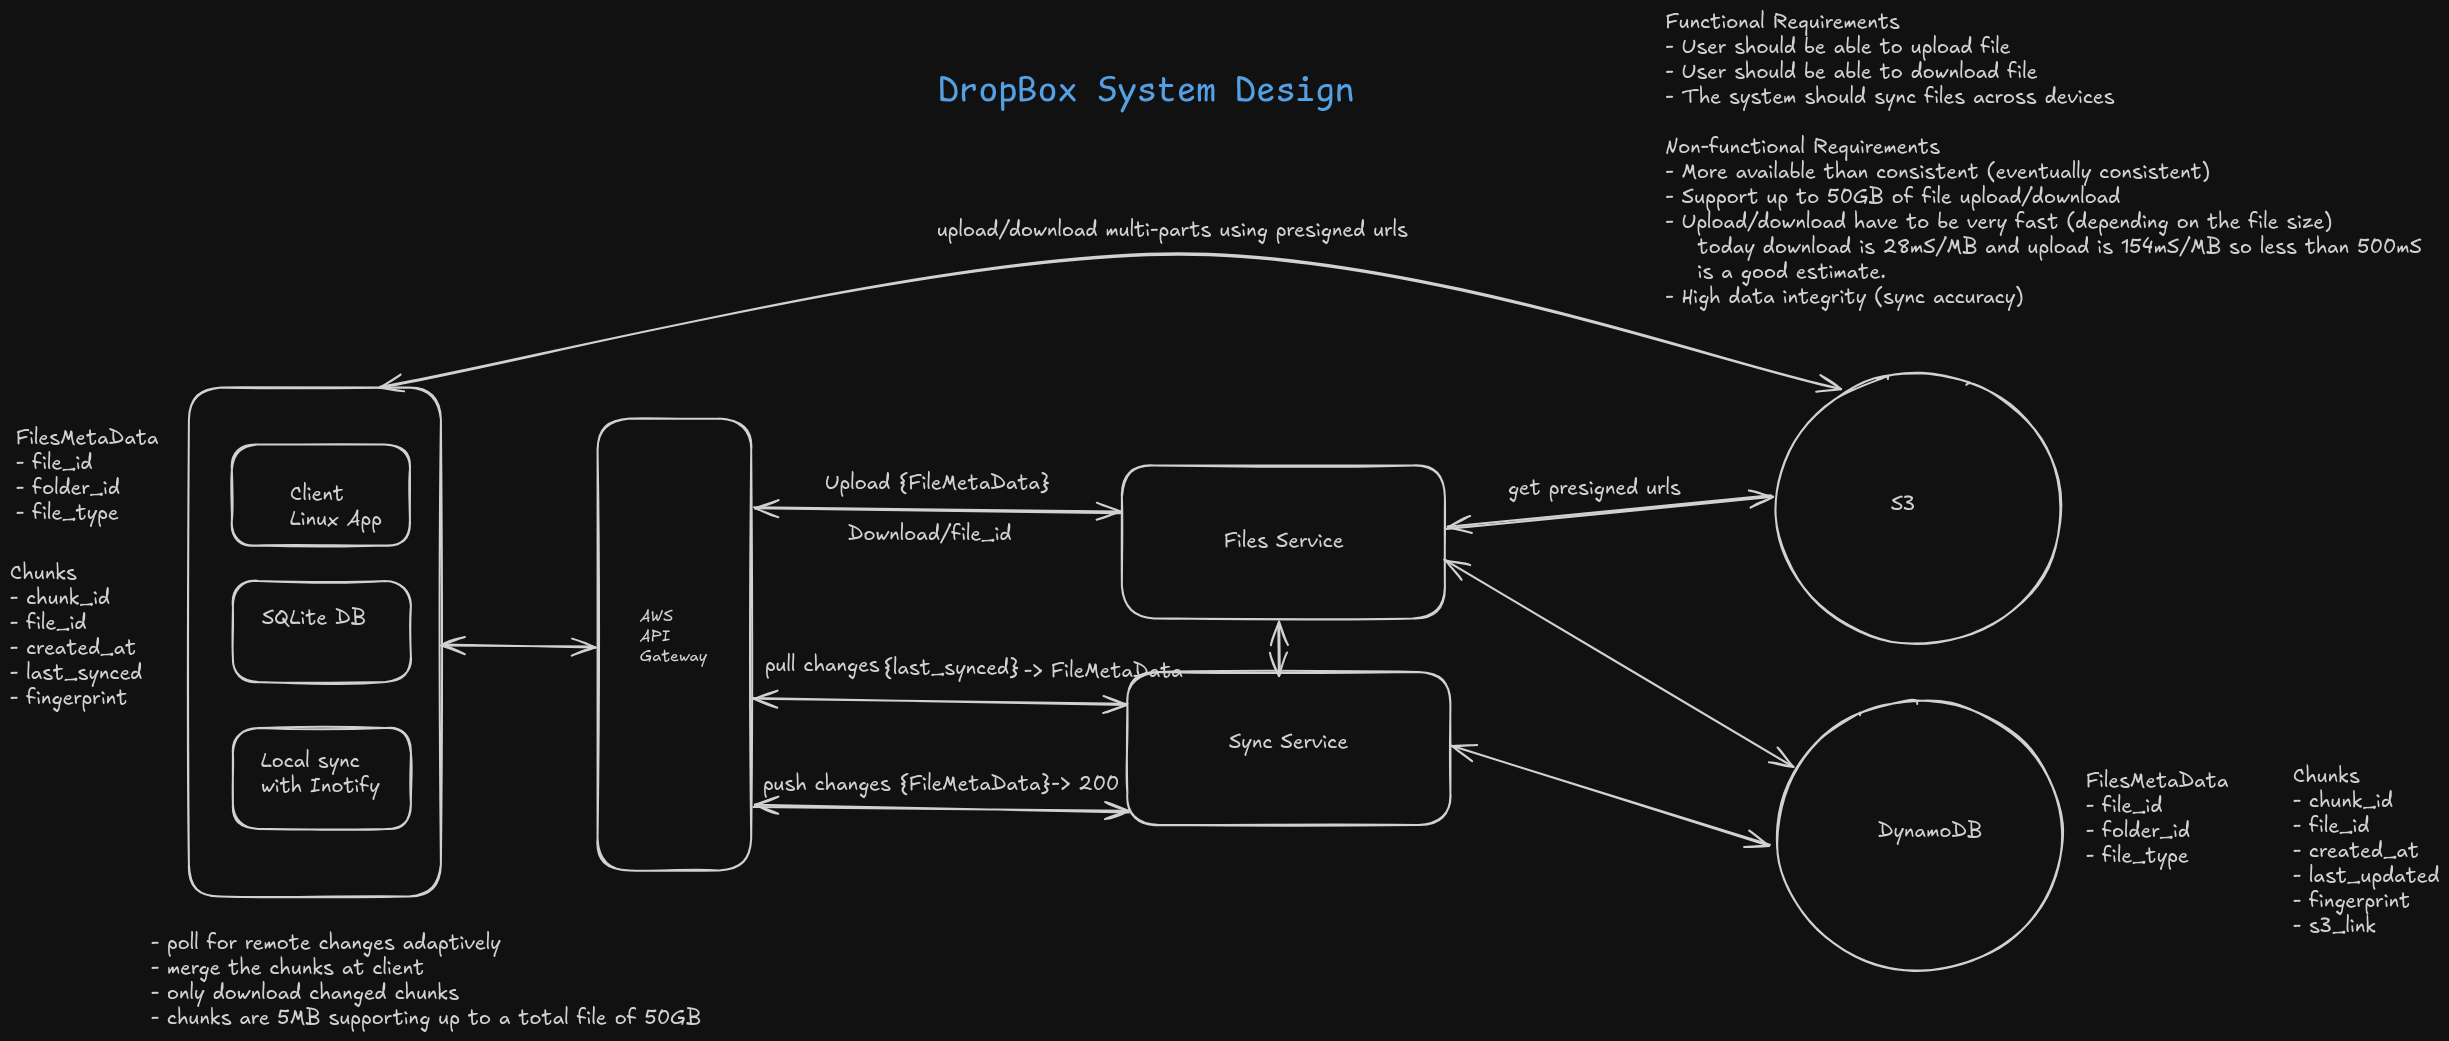 Functional Requirements
- User should be able to upload file
- User should be able to download file
- The system should sync files across devices
DropBox System Design
Non-functional Requirements
- More available than consistent (eventually consistent)
- Support up to 50GB of file upload/download
- Upload/download have to be very fast (depending on the file size)
today download is 28mS/MB and upload is 154mS/MB so less than 500mS
is a good estimate.
- High data integrity (sync accuracy)
upload/download multi-parts using presigned urls
FilesMetaData
- file_id
- folder_id
- file_type
Chunks
- chunk_id
- file_id
- created_at
- last_synced
- fingerprint
Client
Linux App
SQLite DB
Local sync
with Inotify
AWS
API
Gateway
Upload {FileMetaData}
Download/file_id
pull changes {last_synced} -> FileMetaData
push changes {FileMetaData}-> 200
Files Service
Sync Service
get presigned urls
S3
DynamoDB
FilesMetaData
- file_id
- folder_id
- file_type
Chunks
- chunk_id
- file_id
- created_at
- last_updated
- fingerprint
- s3_link
- poll for remote changes adaptively
- merge the chunks at client
- only download changed chunks
- chunks are 5MB supporting up to a total file of 50GB